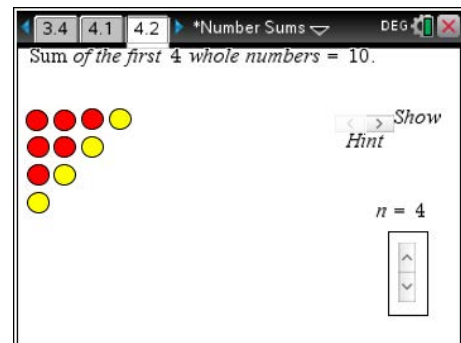 3.4 4.1 4.2 *Number Sums DEG
Sum of the first 4 whole numbers = 10.
Show
Hint
n = 4